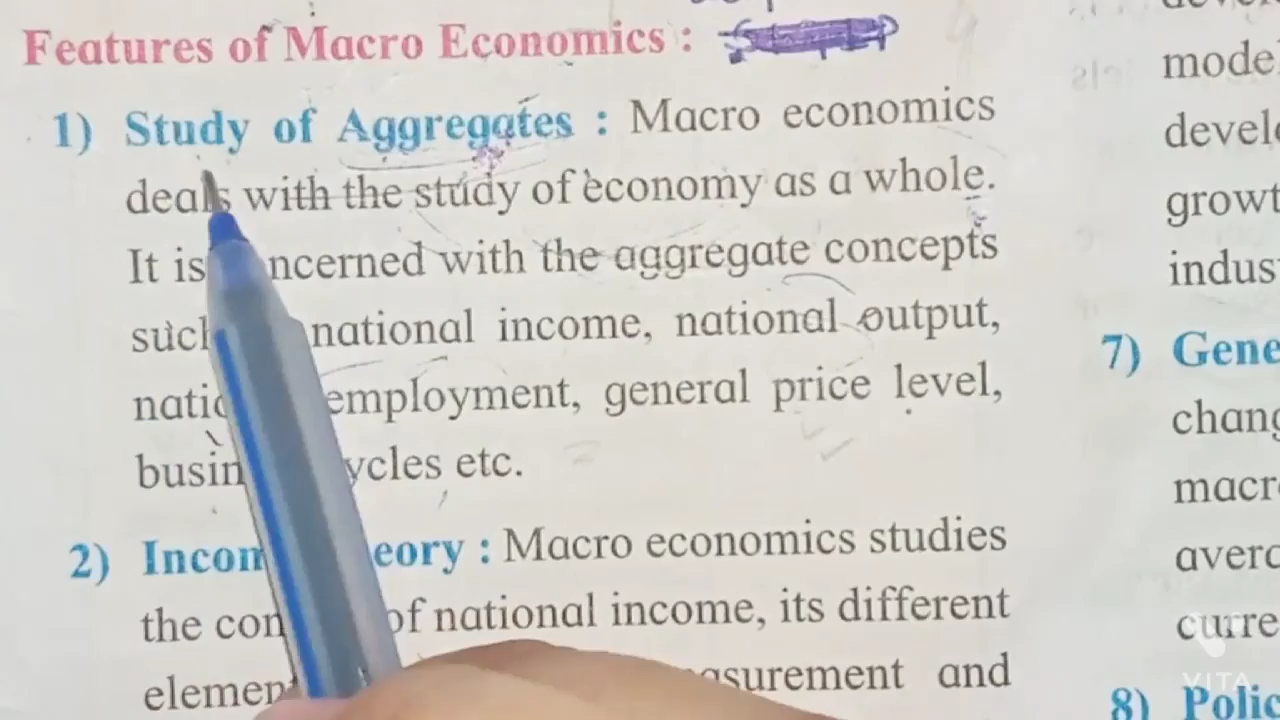 Features of Macro Economics :
1) Study of Aggregates : Macro economics
deals with the study of economy as a whole.
It is ncerned with the aggregate concepts
such national income, national output,
natio employment, general price level,
busin ycles etc.
2) Incom eory : Macro economics studies
the con of national income, its different
elemen asurement and
mode
devel
growt
indus
7) Gene
chang
macr
avera
curre
8) Polic
VITA